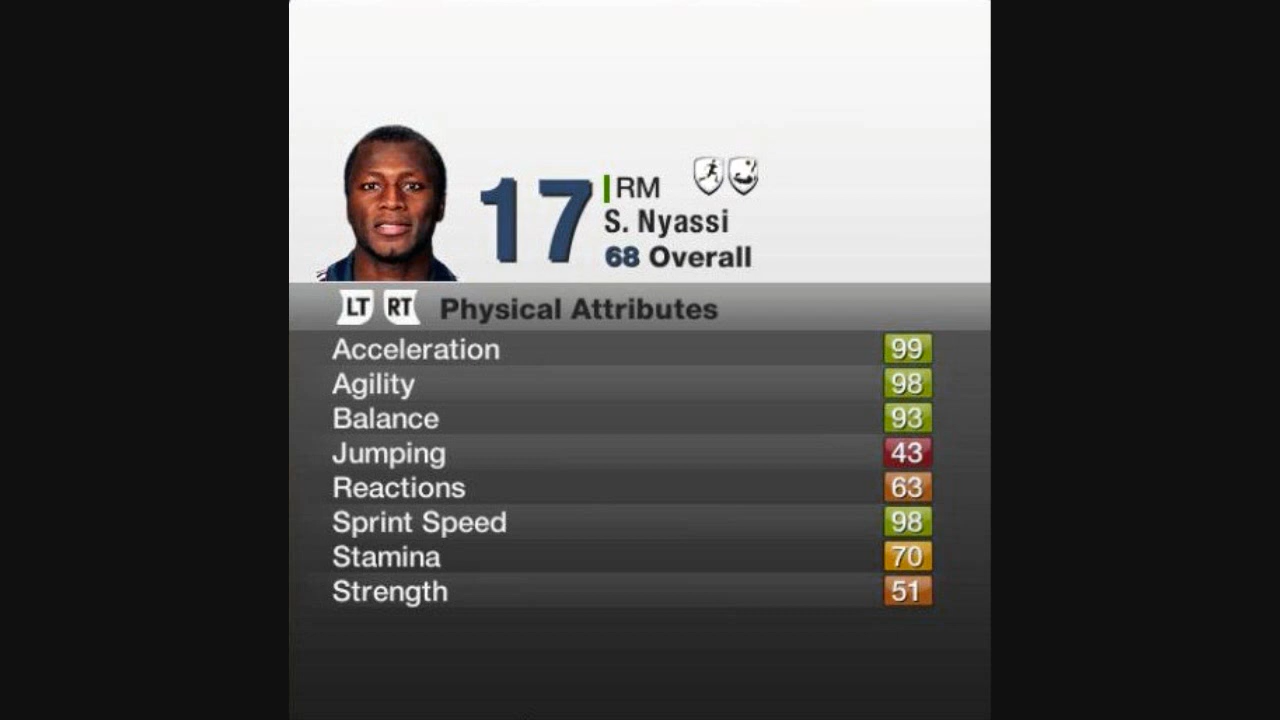 17
RM
S. Nyassi
68 Overall
LT RT Physical Attributes
Acceleration 99
Agility 98
Balance 93
Jumping 43
Reactions 63
Sprint Speed 98
Stamina 70
Strength 51